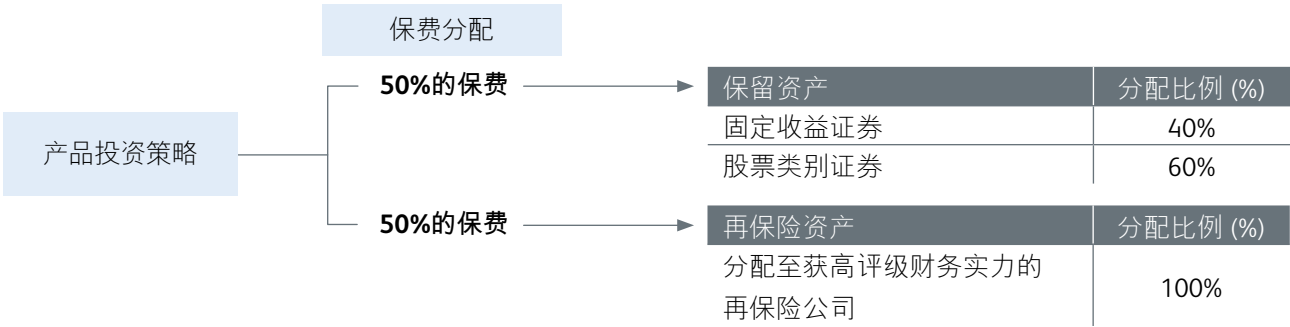 保费分配
产品投资策略
50%的保费
保留资产 分配比例 (%)
固定收益证券 40%
股票类别证券 60%
50%的保费
再保险资产 分配比例 (%)
分配至获高评级财务实力的
再保险公司 100%